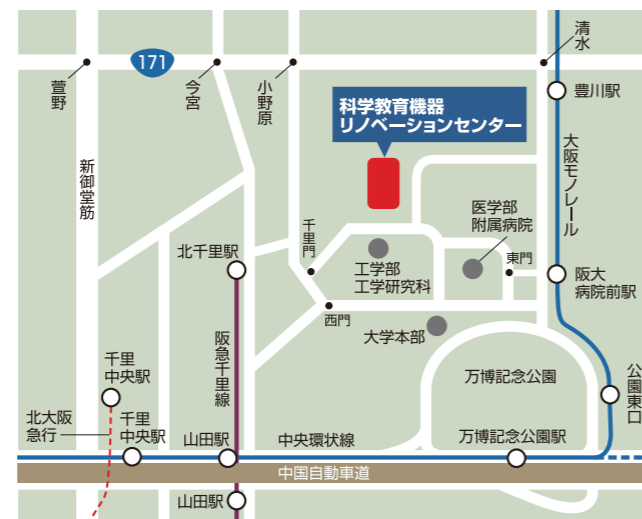 171
清水
萱野
今宮
小野原
豊川駅
科学教育機器
リノベーションセンター
新御堂筋
大阪モノレール
医学部
附属病院
千里門
北千里駅
工学部
工学研究科
東門
阪大
病院前駅
西門
大学本部
阪急千里線
千里
中央駅
万博記念公園
公園東口
北大阪
急行
千里
中央駅
山田駅
中央環状線
万博記念公園駅
中国自動車道
山田駅